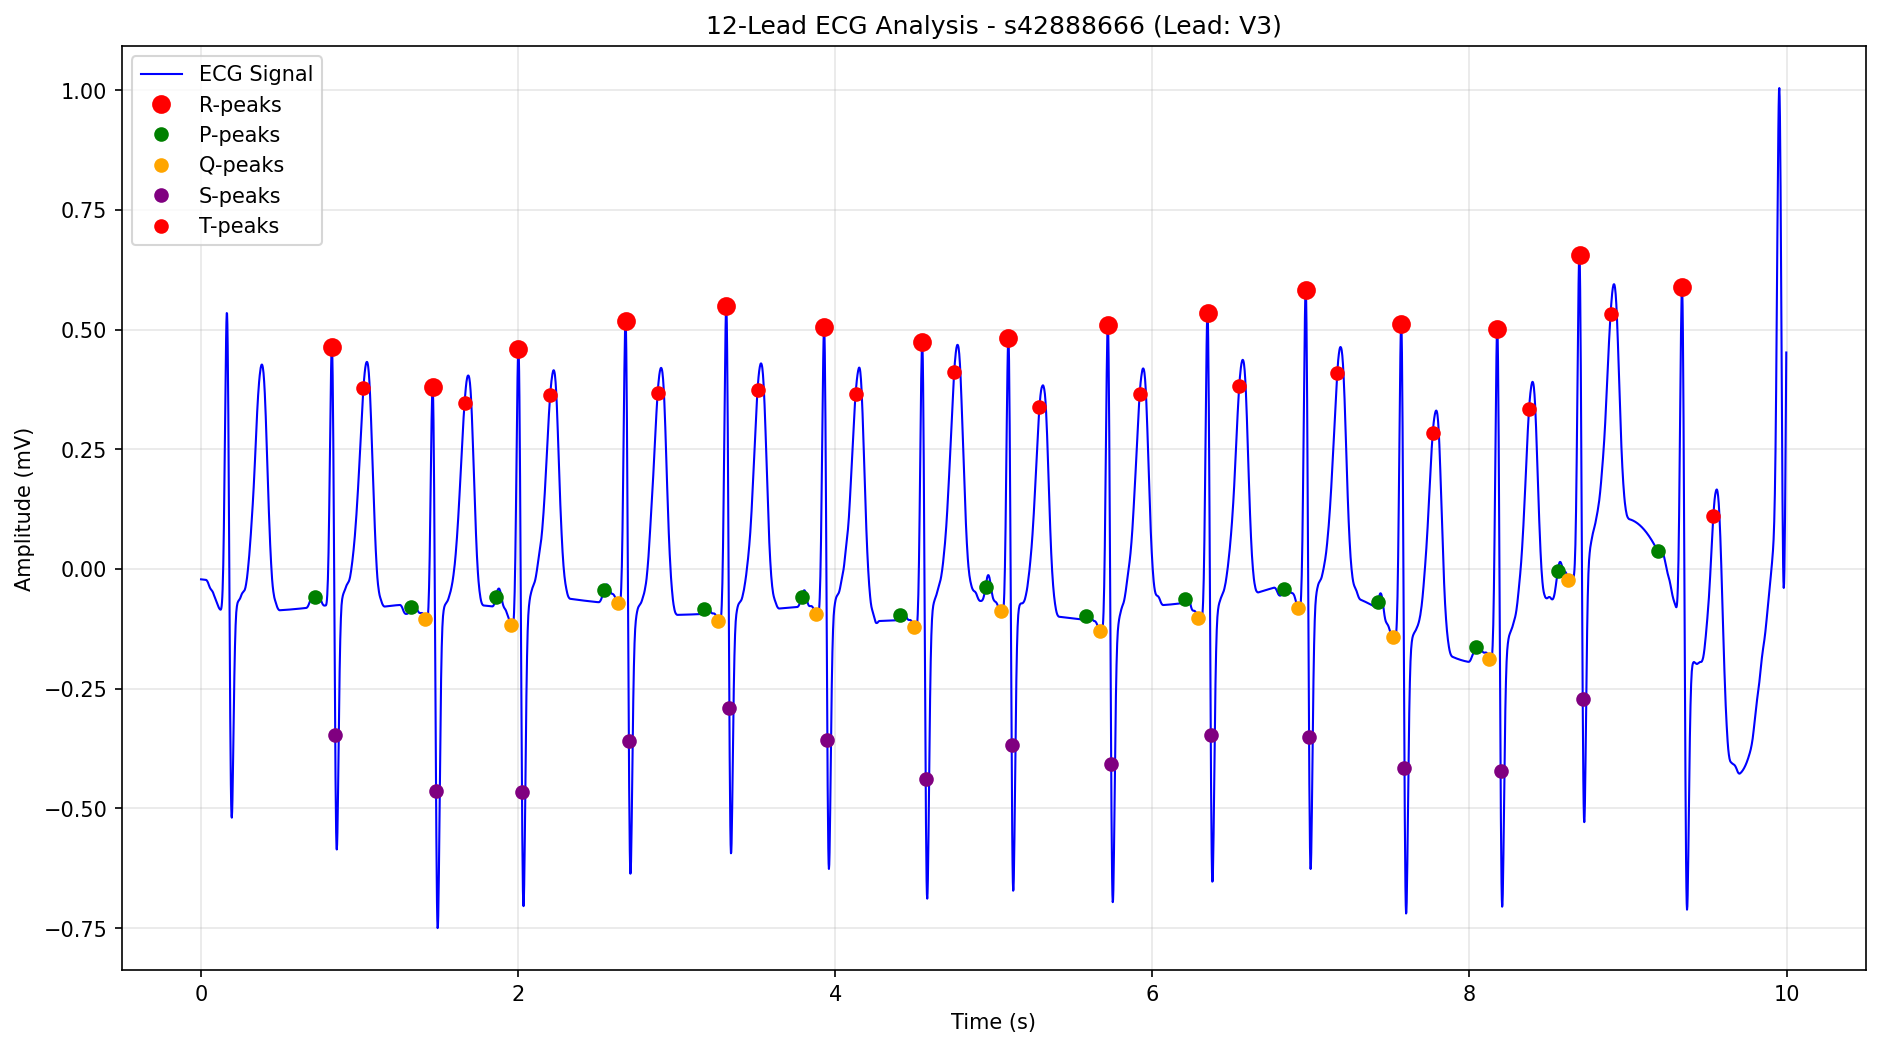 12-Lead ECG Analysis - s42888666 (Lead: V3)
ECG Signal
R-peaks
P-peaks
Q-peaks
S-peaks
T-peaks
Amplitude (mV)
1.00
0.75
0.50
0.25
0.00
−0.25
−0.50
−0.75
0 2 4 6 8 10
Time (s)